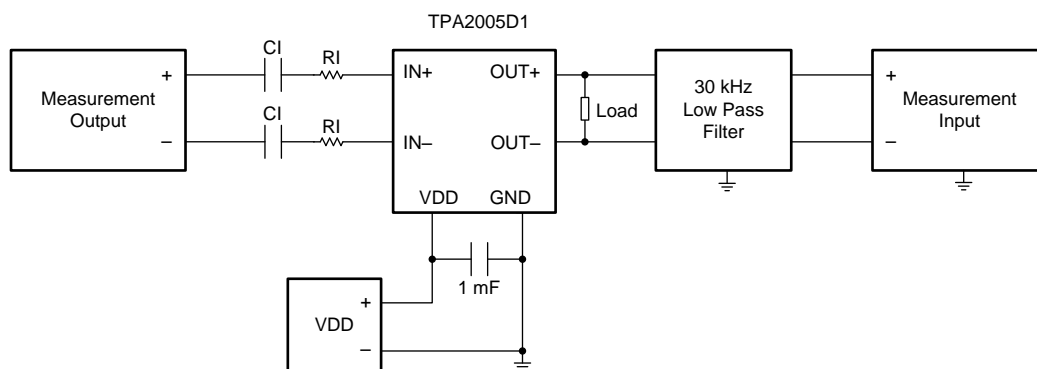 TPA2005D1
Measurement
Output
+
–
CI
RI
CI
RI
IN+
IN–
OUT+
OUT–
VDD
GND
Load
30 kHz
Low Pass
Filter
+
–
Measurement
Input
1 mF
VDD
+
–